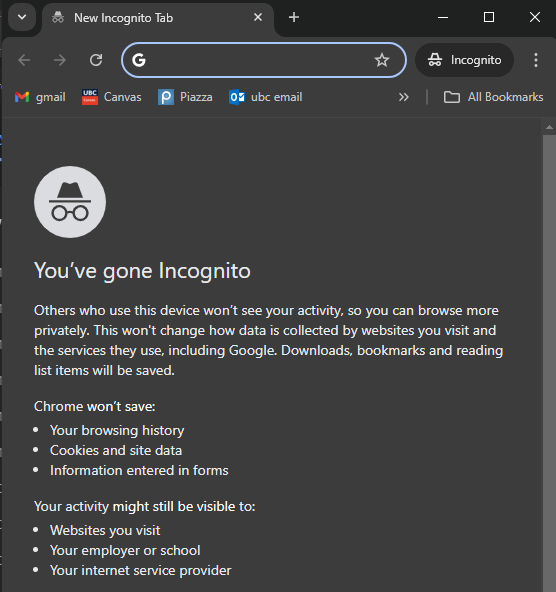 New Incognito Tab
Incognito
gmail
UBC
Canvas
Piazza
ubc email
All Bookmarks
You've gone Incognito
Others who use this device won't see your activity, so you can browse more
privately. This won't change how data is collected by websites you visit and
the services they use, including Google. Downloads, bookmarks and reading
list items will be saved.
Chrome won't save:
Your browsing history
Cookies and site data
Information entered in forms
Your activity might still be visible to:
Websites you visit
Your employer or school
Your internet service provider